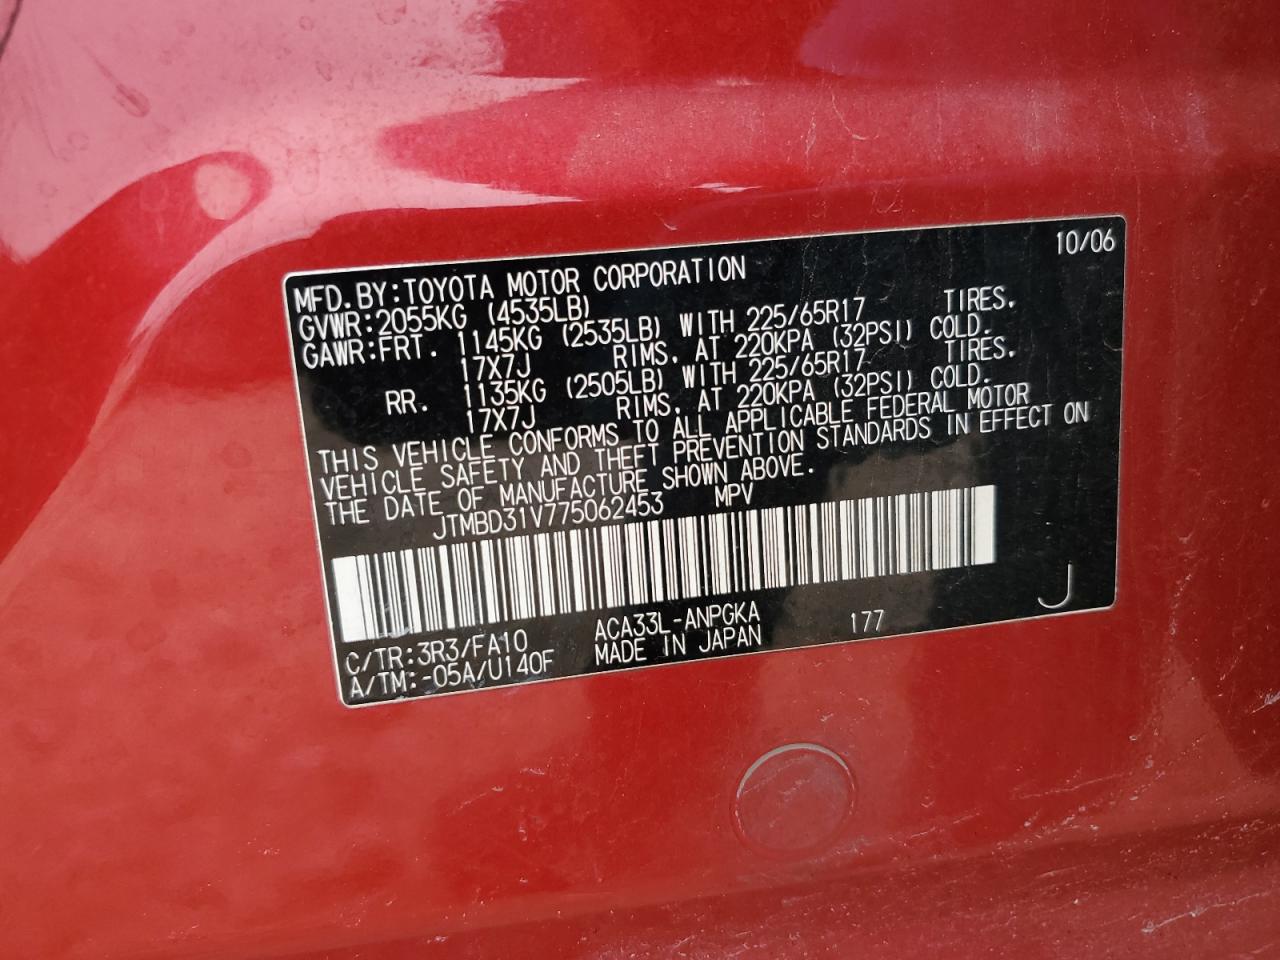 10/06
MFD.BY:TOYOTA MOTOR CORPORATION
GVWR:2055KG (4535LB)
GAWR:FRT. 1145KG (2535LB) WITH 225/65R17 TIRES,
17X7J RIMS, AT 220KPA (32PSI) COLD.
RR. 1135KG (2505LB) WITH 225/65R17 TIRES,
17X7J RIMS, AT 220KPA (32PSI) COLD.
THIS VEHICLE CONFORMS TO ALL APPLICABLE FEDERAL MOTOR
VEHICLE SAFETY AND THEFT PREVENTION STANDARDS IN EFFECT ON
THE DATE OF MANUFACTURE SHOWN ABOVE.
JTMBD31V775062453 MPV
C/TR:3R3/FA10 ACA33L-ANPGKA 177 J
A/TM:-05A/U140F MADE IN JAPAN